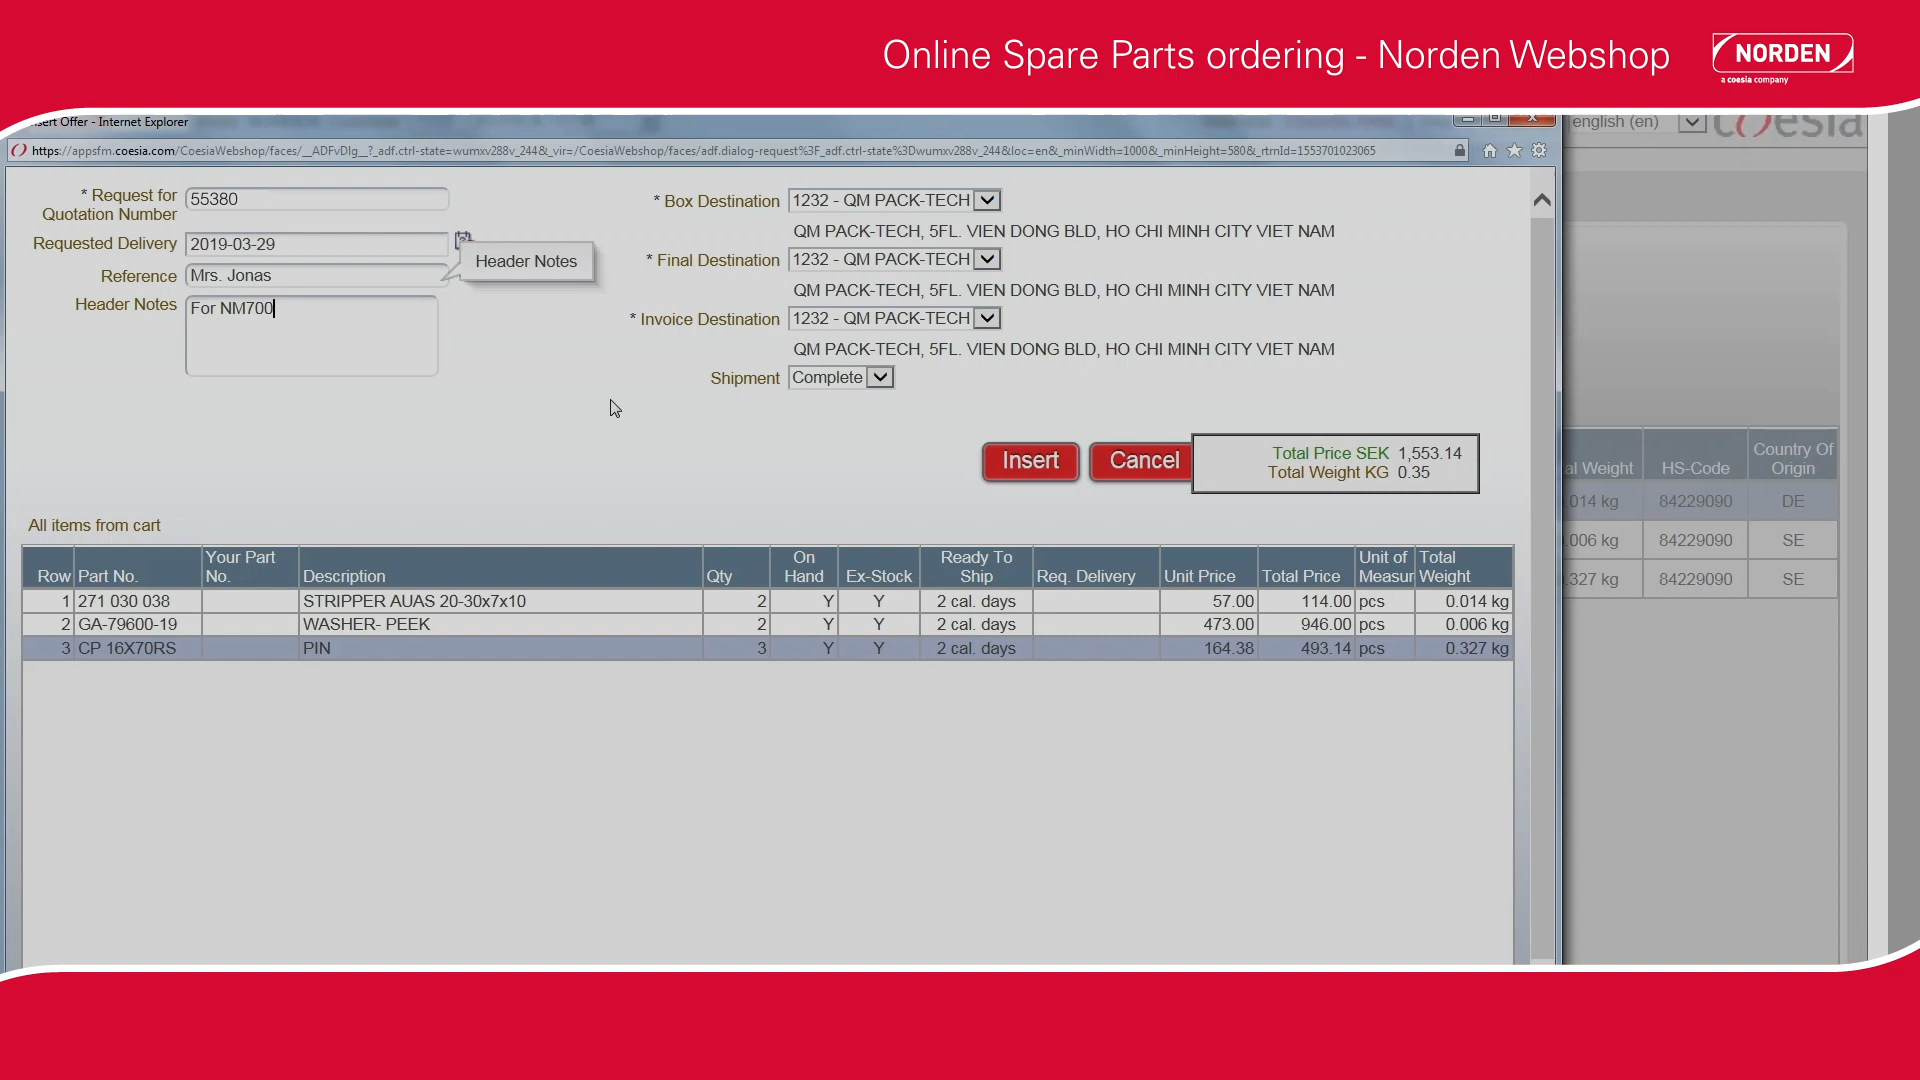 Online Spare Parts ordering - Norden Webshop
NORDEN
a coesia company
Offer - Internet Explorer
https://appsfm.coesia.com/CoesiaWebshop/faces/__ADFvDlg__?_adf.ctrl-state=wumxv288v_244&_vir=/CoesiaWebshop/faces/adf.dialog-request%3F_adf.ctrl-state%3Dwumxv288v_244&loc=en&_minWidth=1000&_minHeight=580&_rtrnId=1553701023065
english (en)
coesia
* Request for Quotation Number 55380
Requested Delivery 2019-03-29
Reference Mrs. Jonas
Header Notes For NM700
Header Notes
* Box Destination 1232 - QM PACK-TECH
QM PACK-TECH, 5FL. VIEN DONG BLD, HO CHI MINH CITY VIET NAM
* Final Destination 1232 - QM PACK-TECH
QM PACK-TECH, 5FL. VIEN DONG BLD, HO CHI MINH CITY VIET NAM
* Invoice Destination 1232 - QM PACK-TECH
QM PACK-TECH, 5FL. VIEN DONG BLD, HO CHI MINH CITY VIET NAM
Shipment Complete
Insert Cancel
Total Price SEK 1,553.14
Total Weight KG 0.35
All items from cart
Row Part No. Your Part No. Description Qty On Hand Ex-Stock Ready To Ship Req. Delivery Unit Price Total Price Unit of Measur Total Weight
1 271 030 038 STRIPPER AUAS 20-30x7x10 2 Y Y 2 cal. days 57.00 114.00 pcs 0.014 kg
2 GA-79600-19 WASHER- PEEK 2 Y Y 2 cal. days 473.00 946.00 pcs 0.006 kg
3 CP 16X70RS PIN 3 Y Y 2 cal. days 164.38 493.14 pcs 0.327 kg
Weight HS-Code Country Of Origin
014 kg 84229090 DE
.006 kg 84229090 SE
.327 kg 84229090 SE